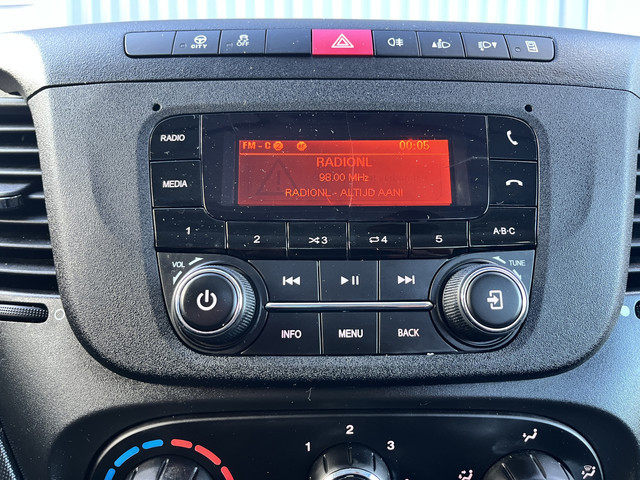 CITY OFF
RADIO FM - C 00:05
RADIONL
98.00 MHz
MEDIA RADIONL - ALTIJD AAN!
1 2 3 4 5 A·B·C
VOL TUNE
INFO MENU BACK
1 2 3